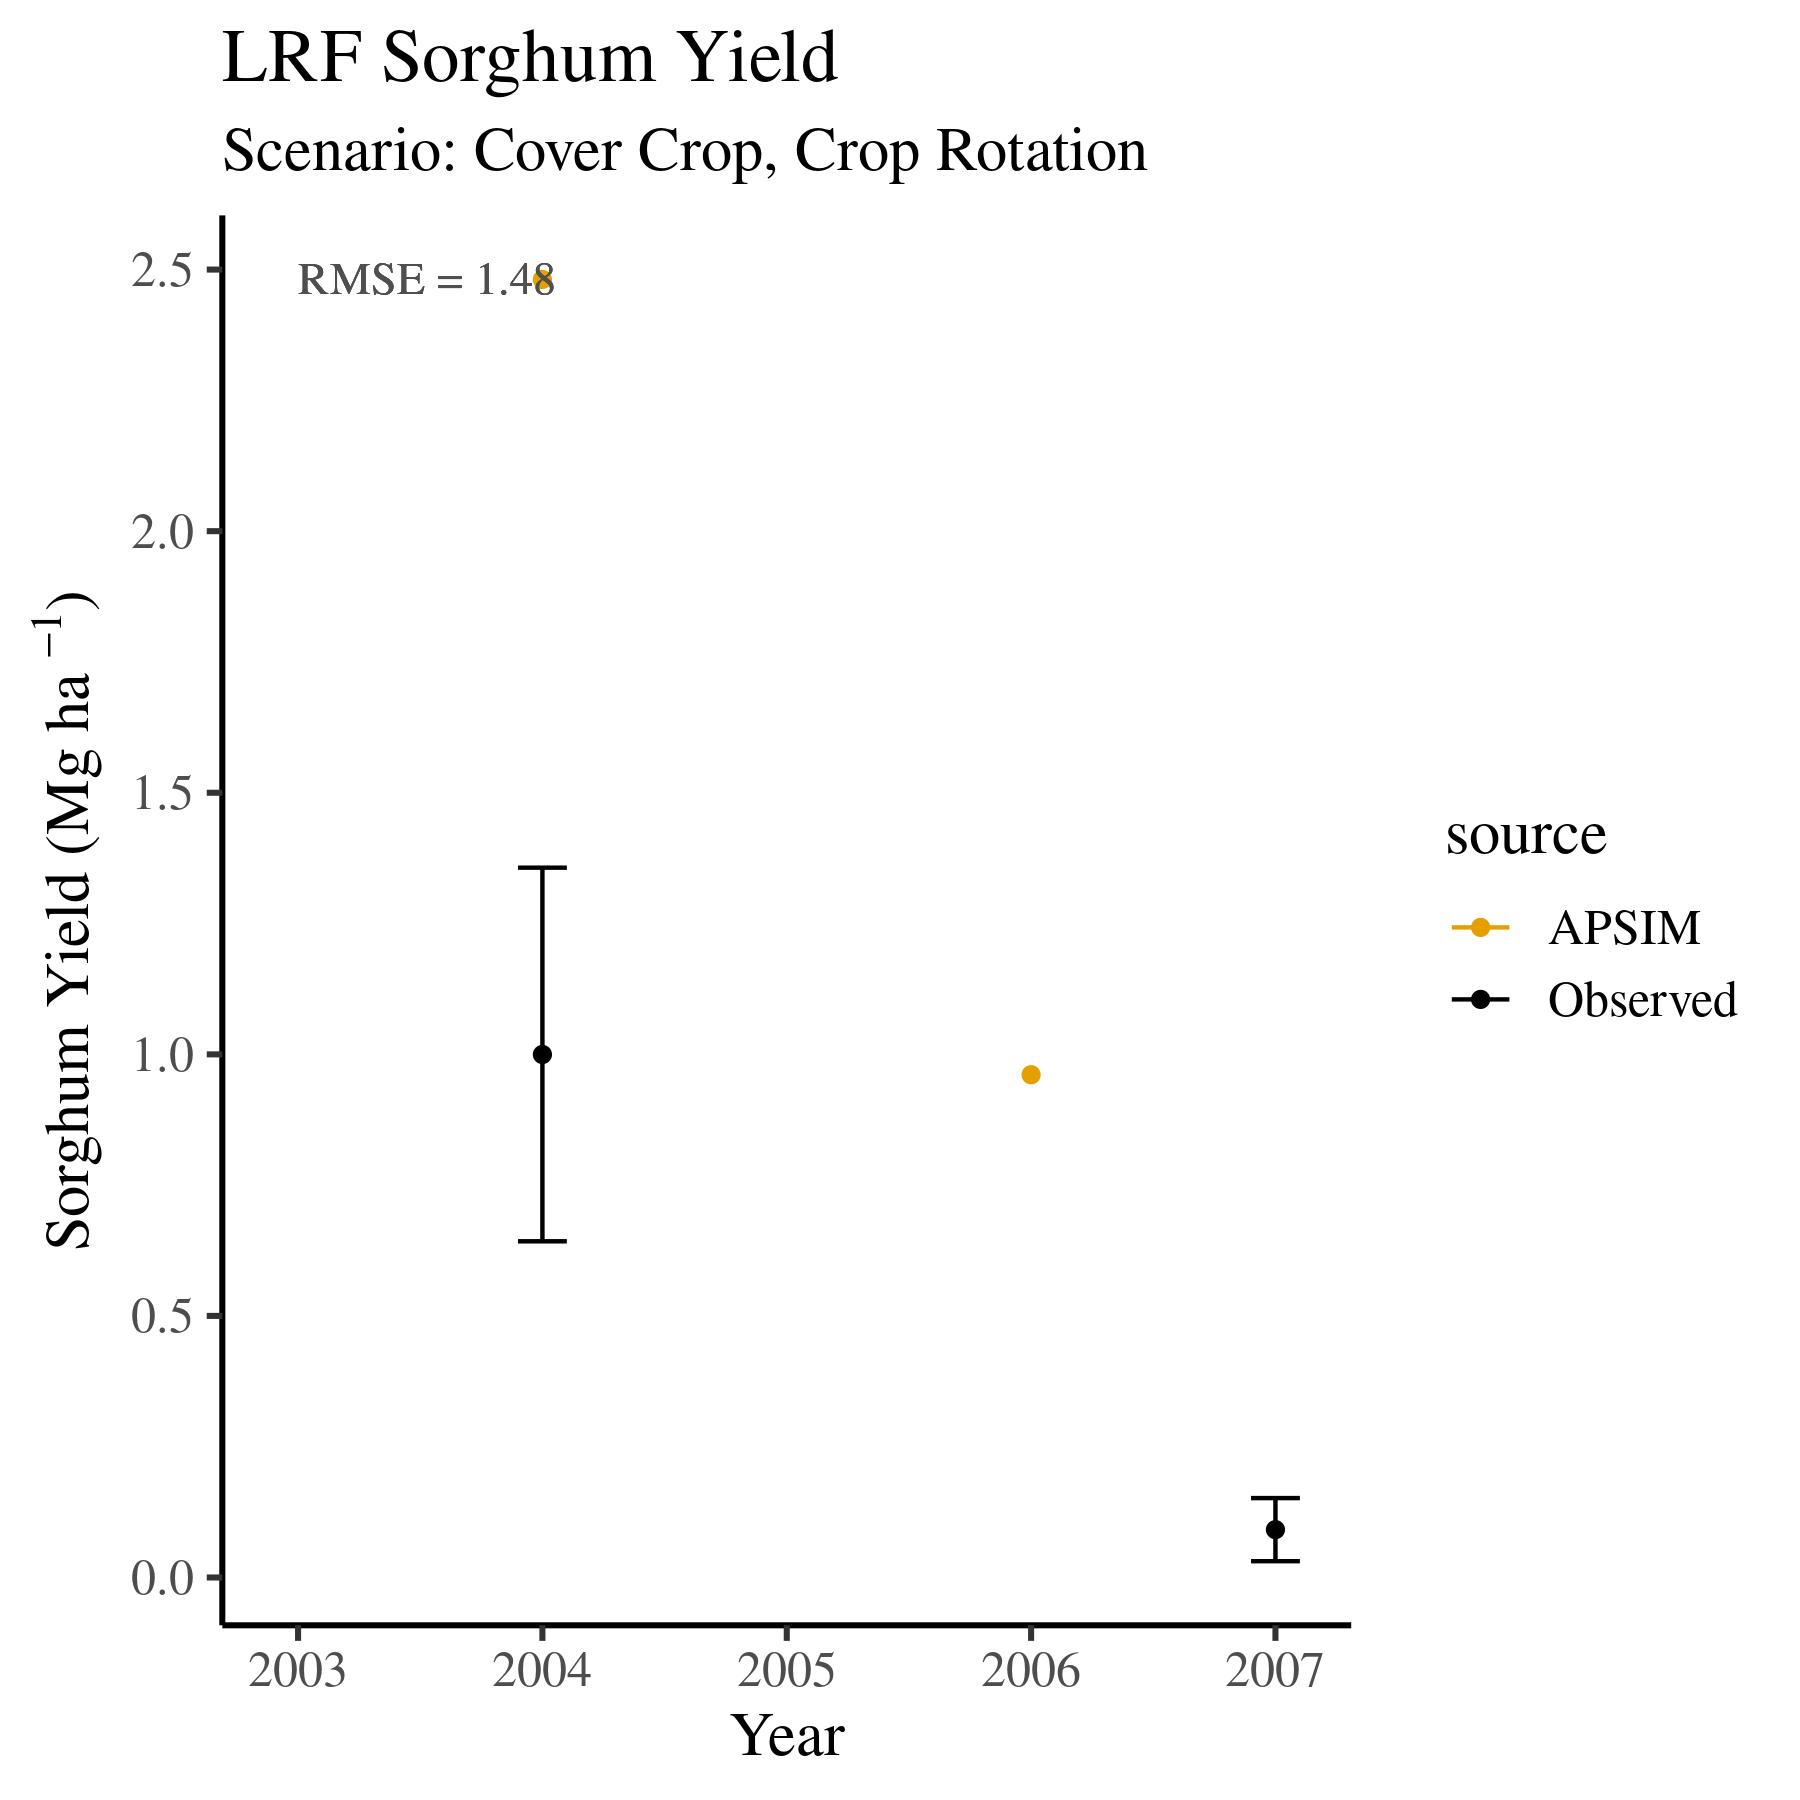 LRF Sorghum Yield
Scenario: Cover Crop, Crop Rotation
RMSE = 1.48
2.5
2.0
1.5
1.0
0.5
0.0
Sorghum Yield (Mg ha ⁻¹)
2003 2004 2005 2006 2007
Year
source
APSIM
Observed